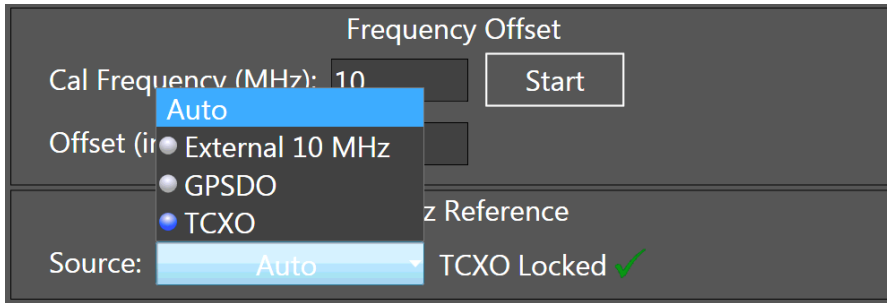 Frequency Offset
Cal Frequency (MHz): 10 Start
Auto
Offset
External 10 MHz
GPSDO
TCXO
Reference
Source: Auto TCXO Locked